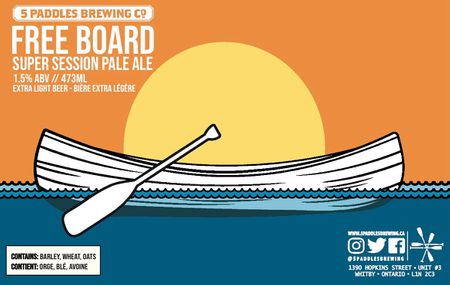 5 PADDLES BREWING CO
FREE BOARD
SUPER SESSION PALE ALE
1.5% ABV // 473ML
EXTRA LIGHT BEER - BIÈRE EXTRA LÉGÈRE
CONTAINS: BARLEY, WHEAT, OATS
CONTIENT: ORGE, BLÉ, AVOINE
WWW.5PADDLESBREWING.CA
@5PADDLESBREWING
1390 HOPKINS STREET · UNIT #3
WHITBY · ONTARIO · L1N 2C3